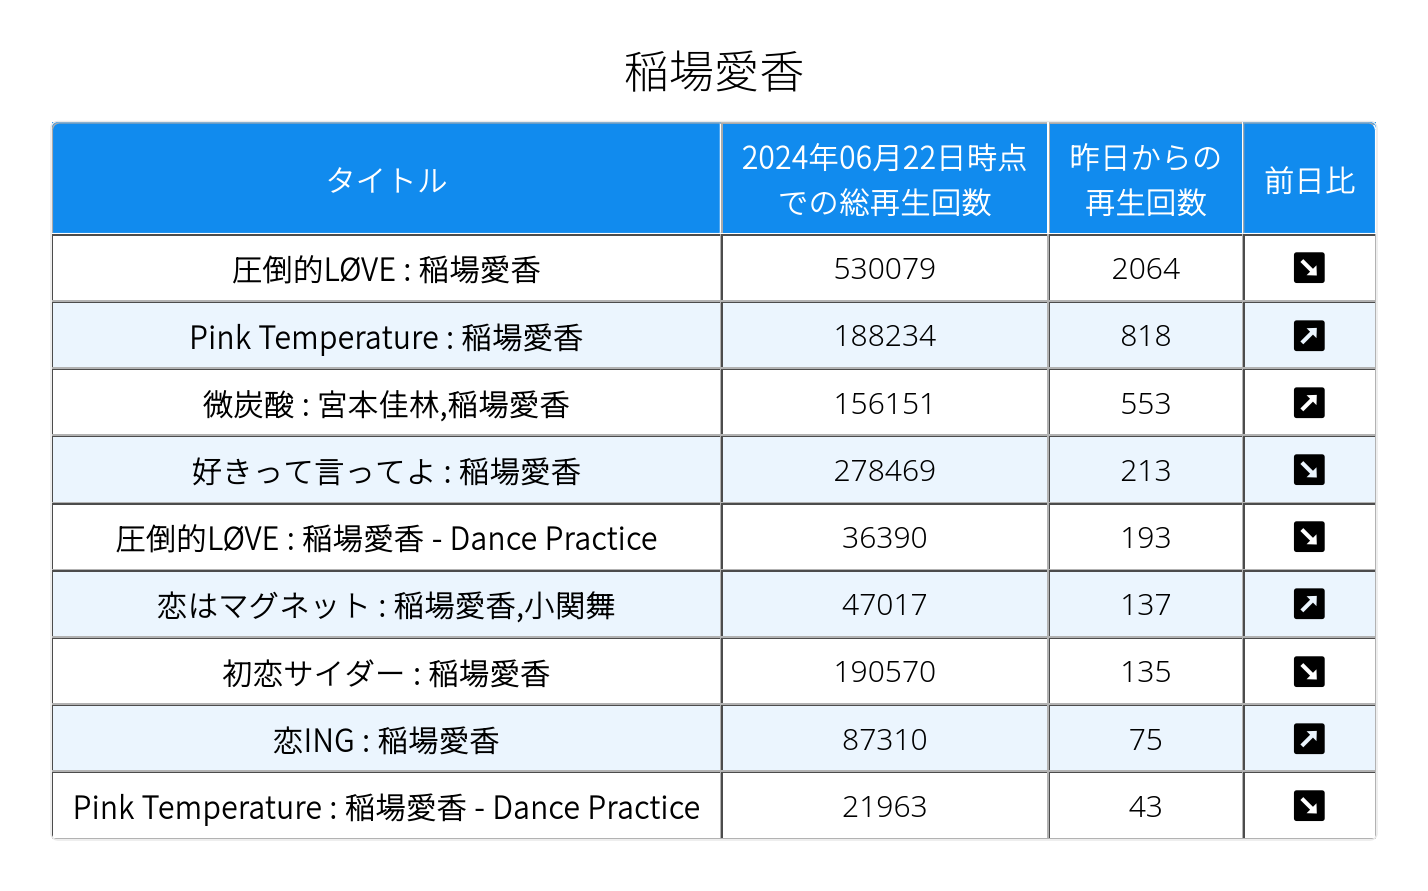 稲場愛香
タイトル 2024年06月22日時点での総再生回数 昨日からの再生回数 前日比
圧倒的LØVE : 稲場愛香 530079 2064 ↘
Pink Temperature : 稲場愛香 188234 818 ↗
微炭酸 : 宮本佳林,稲場愛香 156151 553 ↗
好きって言ってよ : 稲場愛香 278469 213 ↘
圧倒的LØVE : 稲場愛香 - Dance Practice 36390 193 ↘
恋はマグネット : 稲場愛香,小関舞 47017 137 ↗
初恋サイダー : 稲場愛香 190570 135 ↘
恋ING : 稲場愛香 87310 75 ↗
Pink Temperature : 稲場愛香 - Dance Practice 21963 43 ↘